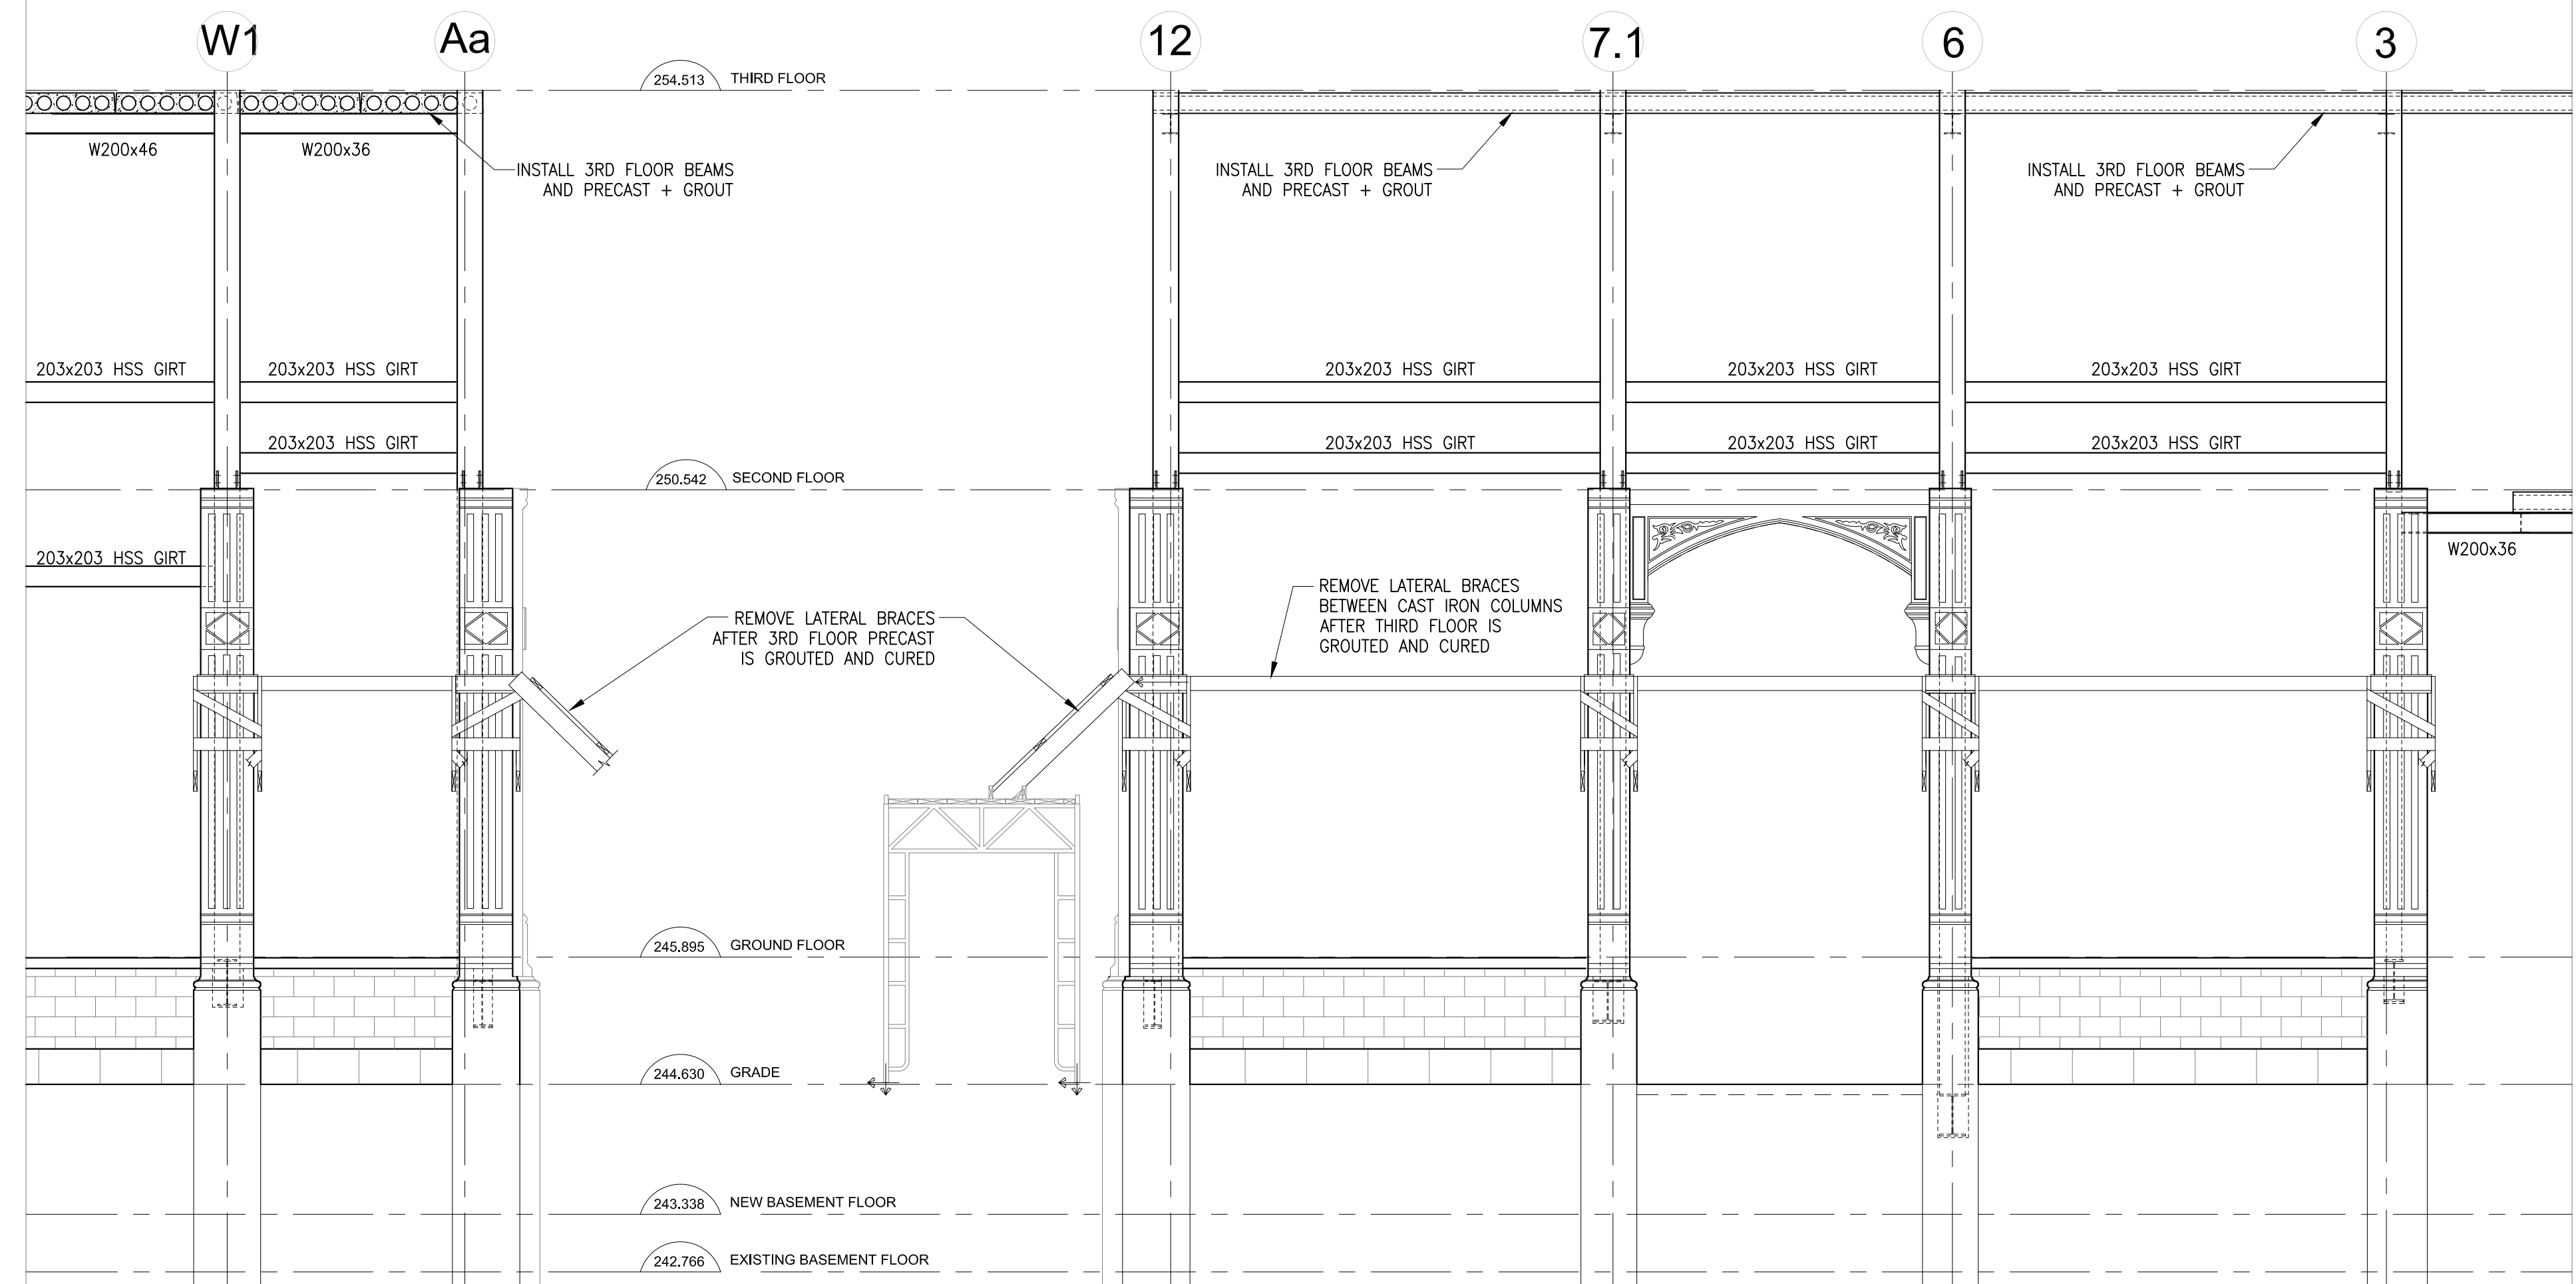 W1
Aa
12
7.1
6
3
254.513 THIRD FLOOR
W200x46
W200x36
INSTALL 3RD FLOOR BEAMS
AND PRECAST + GROUT
INSTALL 3RD FLOOR BEAMS
AND PRECAST + GROUT
INSTALL 3RD FLOOR BEAMS
AND PRECAST + GROUT
203x203 HSS GIRT
203x203 HSS GIRT
203x203 HSS GIRT
203x203 HSS GIRT
203x203 HSS GIRT
203x203 HSS GIRT
203x203 HSS GIRT
203x203 HSS GIRT
203x203 HSS GIRT
250.542 SECOND FLOOR
203x203 HSS GIRT
W200x36
REMOVE LATERAL BRACES
AFTER 3RD FLOOR PRECAST
IS GROUTED AND CURED
REMOVE LATERAL BRACES
BETWEEN CAST IRON COLUMNS
AFTER THIRD FLOOR IS
GROUTED AND CURED
245.895 GROUND FLOOR
244.630 GRADE
243.338 NEW BASEMENT FLOOR
242.766 EXISTING BASEMENT FLOOR